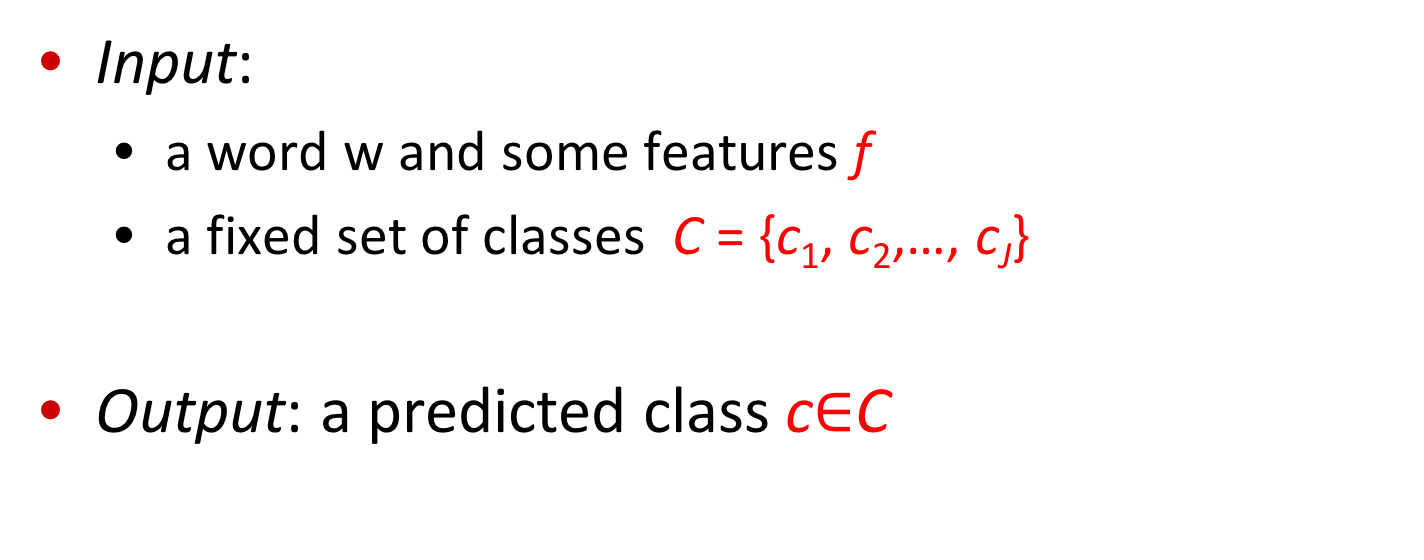 • Input:
• a word w and some features f
• a fixed set of classes C = {c1, c2,…, cJ}
• Output: a predicted class c∈C